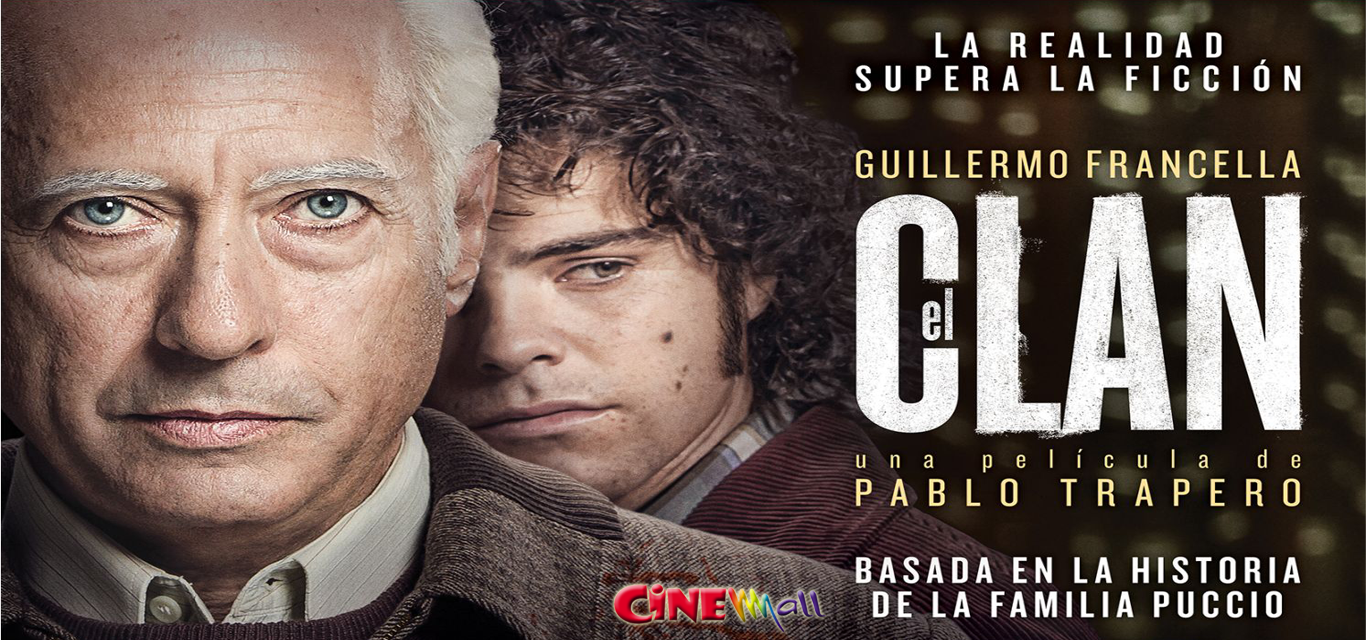 LA REALIDAD
SUPERA LA FICCIÓN
GUILLERMO FRANCELLA
el CLAN
una película de
PABLO TRAPERO
BASADA EN LA HISTORIA
DE LA FAMILIA PUCCIO
CiNEMall